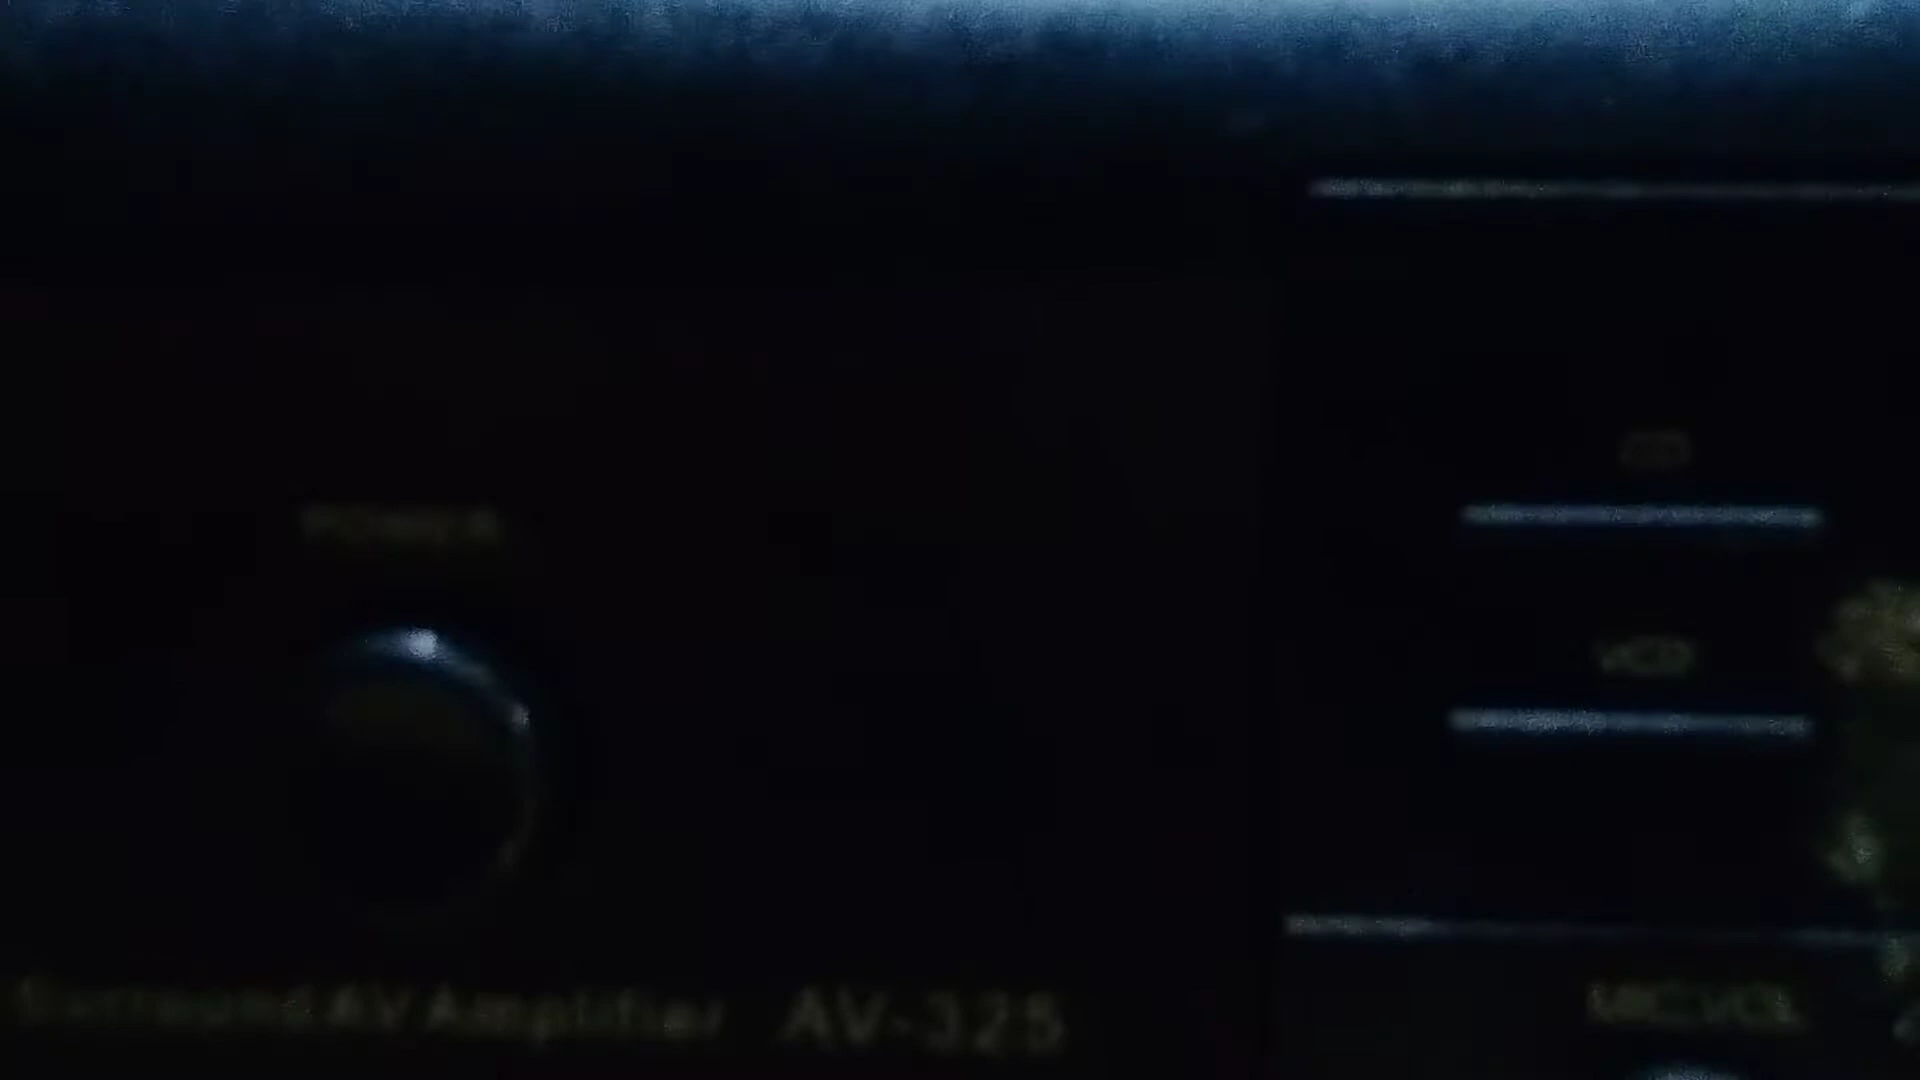 CD
POWER
VCD
Surround AV Amplifier AV-325
MIC VOL